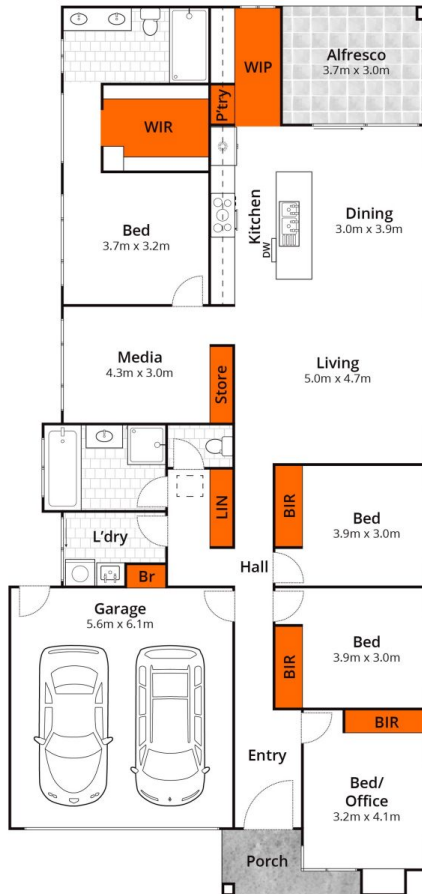 Alfresco
3.7m x 3.0m
WIP
P'try
WIR
Bed
3.7m x 3.2m
Kitchen
DW
Dining
3.0m x 3.9m
Media
4.3m x 3.0m
Store
Living
5.0m x 4.7m
LIN
BIR
Bed
3.9m x 3.0m
L'dry
Br
Hall
Garage
5.6m x 6.1m
BIR
Bed
3.9m x 3.0m
BIR
Entry
Bed/
Office
3.2m x 4.1m
Porch